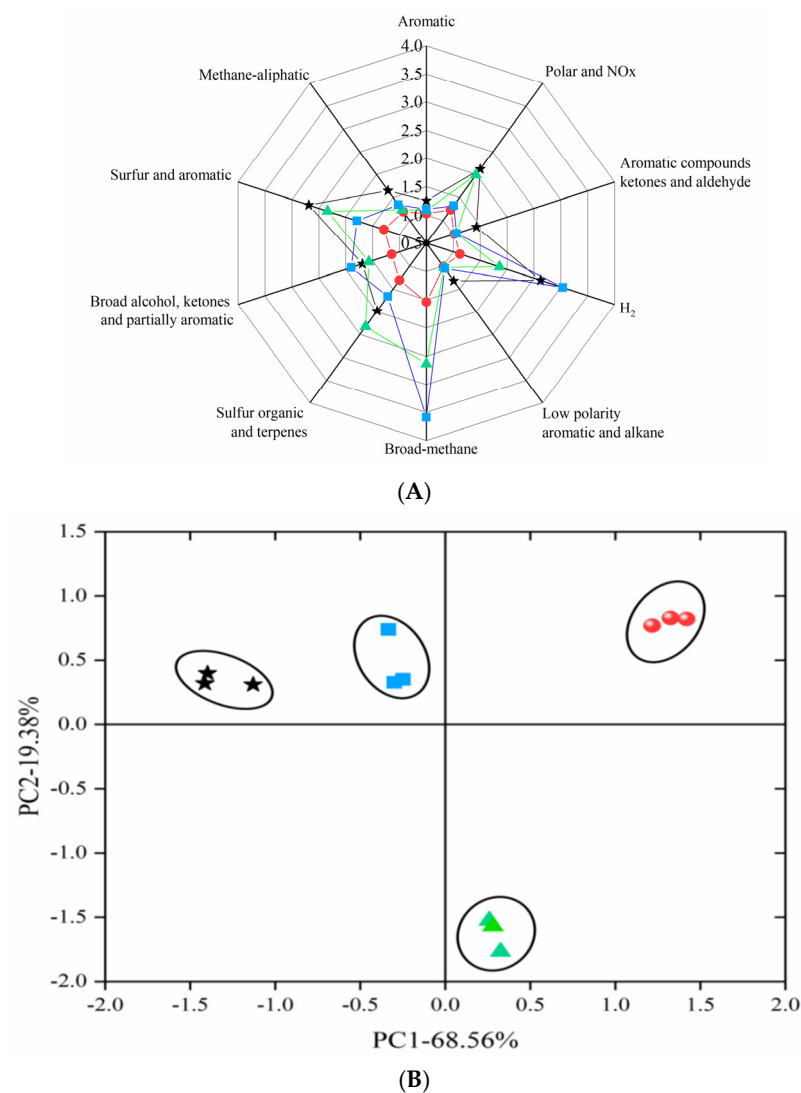 Aromatic
4.0
3.5
3.0
2.5
2.0
1.5
1.0
0.5
Methane-aliphatic
Polar and NOx
Surfur and aromatic
Aromatic compounds
ketones and aldehyde
Broad alcohol, ketones
and partially aromatic
H2
Sulfur organic
and terpenes
Low polarity
aromatic and alkane
Broad-methane
(A)
1.5
1.0
0.5
0.0
-0.5
-1.0
-1.5
-2.0
PC2-19.38%
-2.0 -1.5 -1.0 -0.5 0.0 0.5 1.0 1.5 2.0
PC1-68.56%
(B)